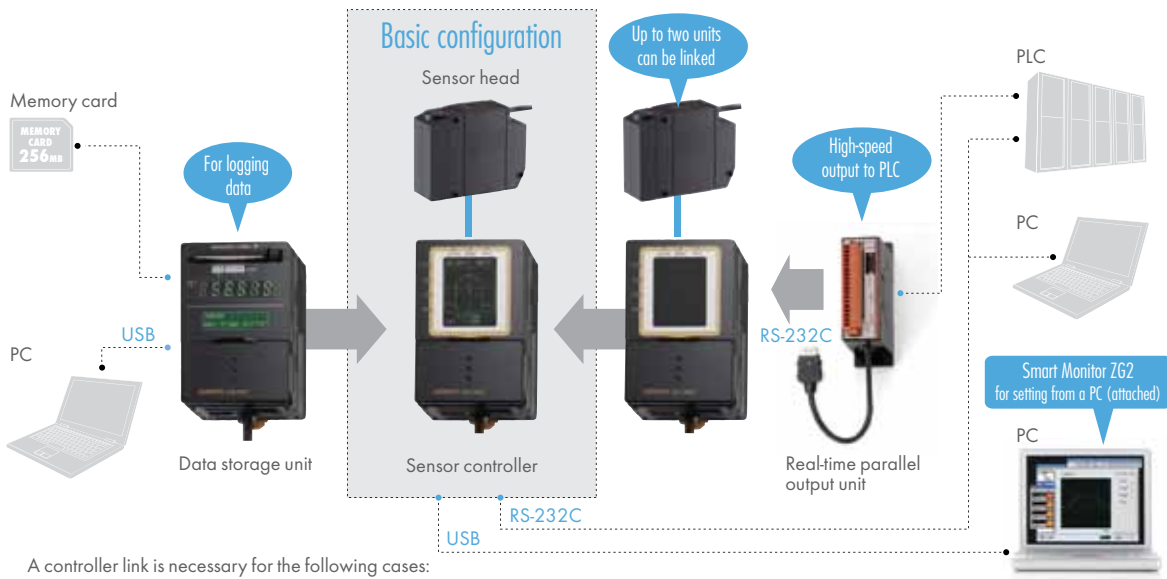 Basic configuration
Sensor head
Up to two units
can be linked
PLC
Memory card
MEMORY
CARD
256MB
For logging
data
High-speed
output to PLC
PC
USB
RS-232C
PC
Smart Monitor ZG2
for setting from a PC (attached)
PC
Data storage unit
Sensor controller
Real-time parallel
output unit
RS-232C
USB
A controller link is necessary for the following cases: